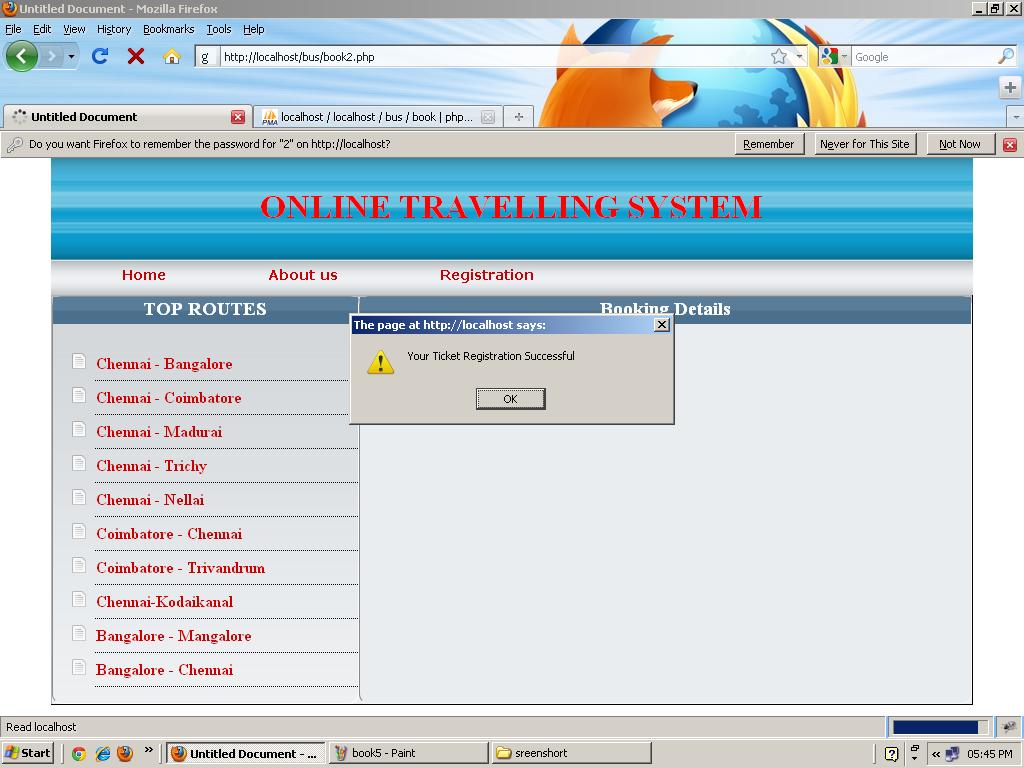 Untitled Document - Mozilla Firefox
File Edit View History Bookmarks Tools Help
g http://localhost/bus/book2.php Google
Untitled Document localhost / localhost / bus / book | php...
Do you want Firefox to remember the password for "2" on http://localhost? Remember Never for This Site Not Now
ONLINE TRAVELLING SYSTEM
Home About us Registration
TOP ROUTES Booking Details
The page at http://localhost says:
Your Ticket Registration Successful
OK
Chennai - Bangalore
Chennai - Coimbatore
Chennai - Madurai
Chennai - Trichy
Chennai - Nellai
Coimbatore - Chennai
Coimbatore - Trivandrum
Chennai-Kodaikanal
Bangalore - Mangalore
Bangalore - Chennai
Read localhost
Start Untitled Document - ... book5 - Paint sreenshort 05:45 PM